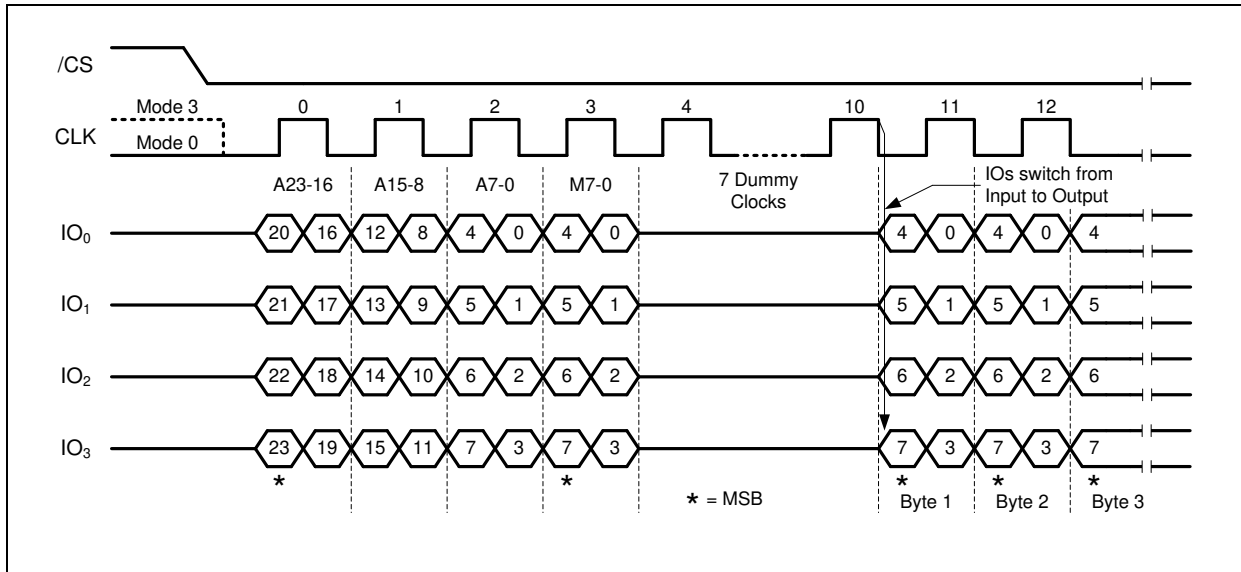 /CS
Mode 3 0 1 2 3 4 10 11 12
CLK
Mode 0
A23-16 A15-8 A7-0 M7-0 7 Dummy
Clocks
IOs switch from
Input to Output
IO0 20 16 12 8 4 0 4 0 4 0 4 0 4
IO1 21 17 13 9 5 1 5 1 5 1 5 1 5
IO2 22 18 14 10 6 2 6 2 6 2 6 2 6
IO3 23 19 15 11 7 3 7 3 7 3 7 3 7
* * * * *
* = MSB Byte 1 Byte 2 Byte 3